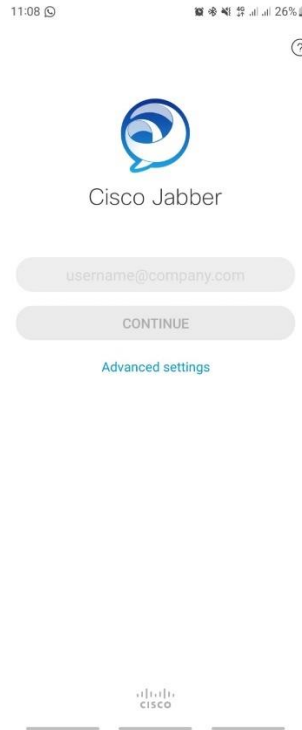 11:08 26%
?
Cisco Jabber
username@company.com
CONTINUE
Advanced settings
CISCO